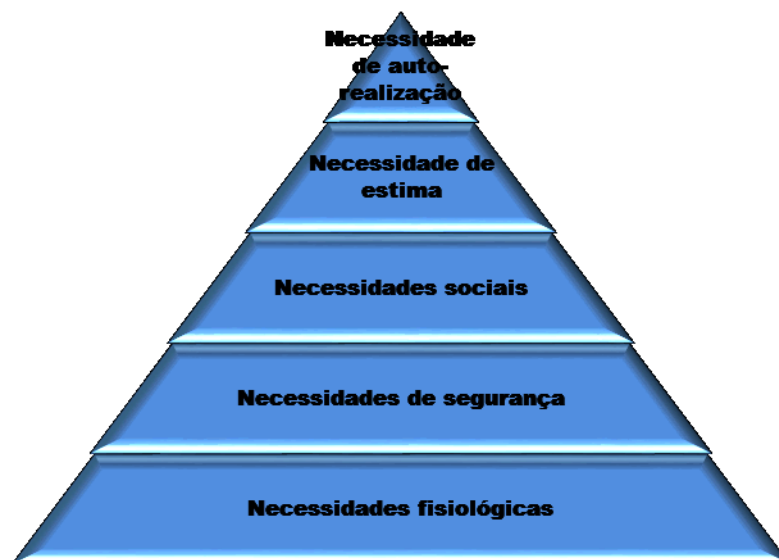 Necessidade
de auto-
realização
Necessidade de
estima
Necessidades sociais
Necessidades de segurança
Necessidades fisiológicas